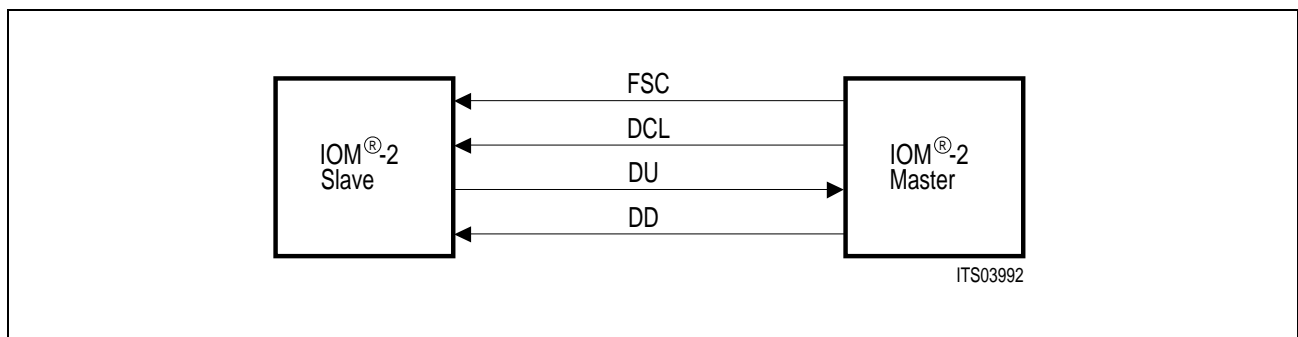 FSC
DCL
DU
DD
IOM®-2
Slave
IOM®-2
Master
ITS03992